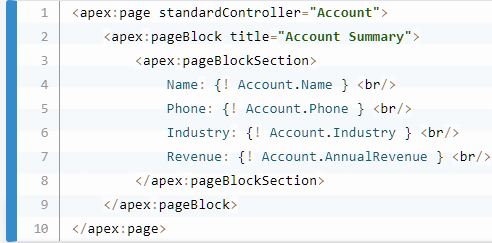 1 <apex:page standardController="Account">
2 <apex:pageBlock title="Account Summary">
3 <apex:pageBlockSection>
4 Name: {! Account.Name } <br/>
5 Phone: {! Account.Phone } <br/>
6 Industry: {! Account.Industry } <br/>
7 Revenue: {! Account.AnnualRevenue } <br/>
8 </apex:pageBlockSection>
9 </apex:pageBlock>
10 </apex:page>